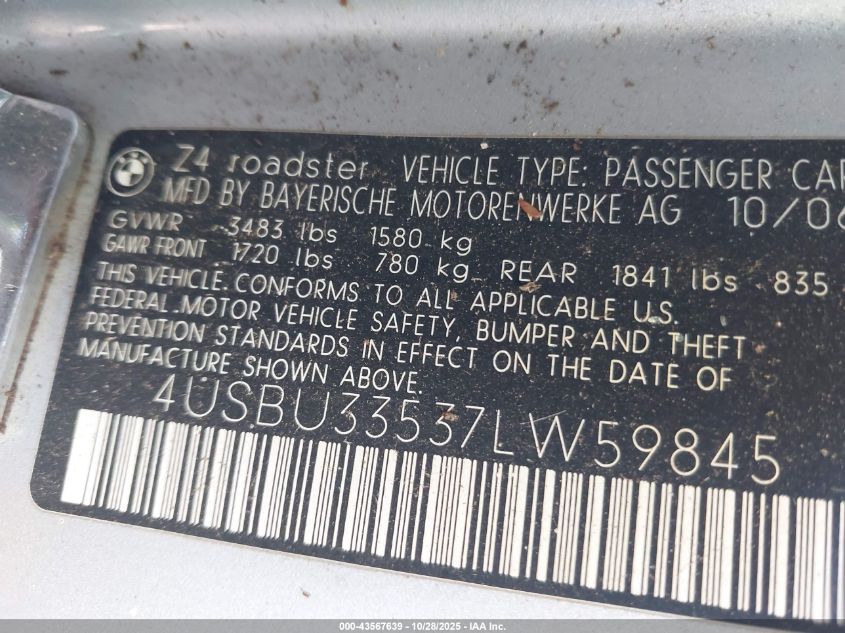 BMW
Z4 roadster VEHICLE TYPE: PASSENGER CAR
MFD BY BAYERISCHE MOTORENWERKE AG 10/06
GVWR 3483 lbs 1580 kg
GAWR FRONT 1720 lbs 780 kg REAR 1841 lbs 835
THIS VEHICLE CONFORMS TO ALL APPLICABLE U.S.
FEDERAL MOTOR VEHICLE SAFETY, BUMPER AND THEFT
PREVENTION STANDARDS IN EFFECT ON THE DATE OF
MANUFACTURE SHOWN ABOVE.
4USBU33537LW59845
000-43567639 | 10/28/2025 - IAA Inc.